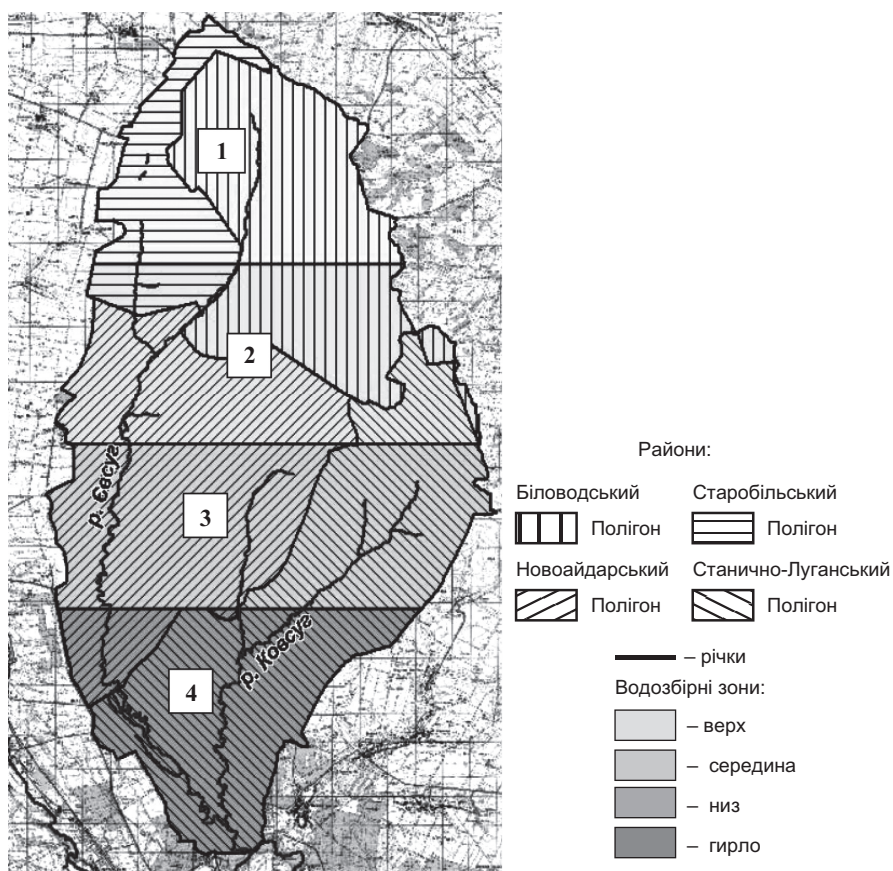 1
2
р. Євсуг
3
р. Ковсуг
4
Райони:
Біловодський Старобільський
Полігон Полігон
Новоайдарський Станично-Луганський
Полігон Полігон
– річки
Водозбірні зони:
– верх
– середина
– низ
– гирло